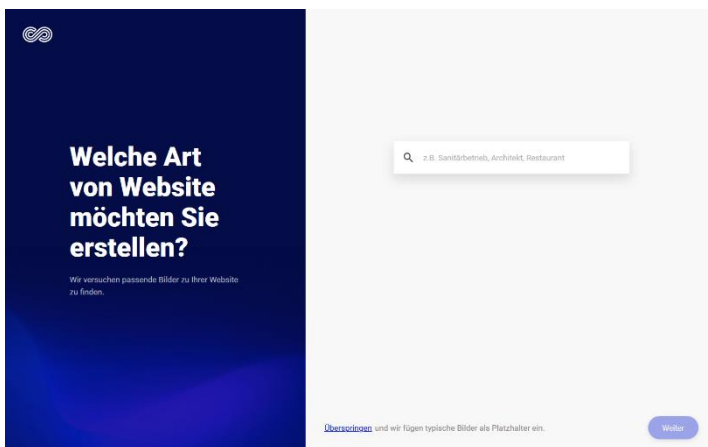 Welche Art
von Website
möchten Sie
erstellen?
Wir versuchen passende Bilder zu Ihrer Website
zu finden.
z.B. Sanitärbetrieb, Architekt, Restaurant
Überspringen und wir fügen typische Bilder als Platzhalter ein.
Weiter